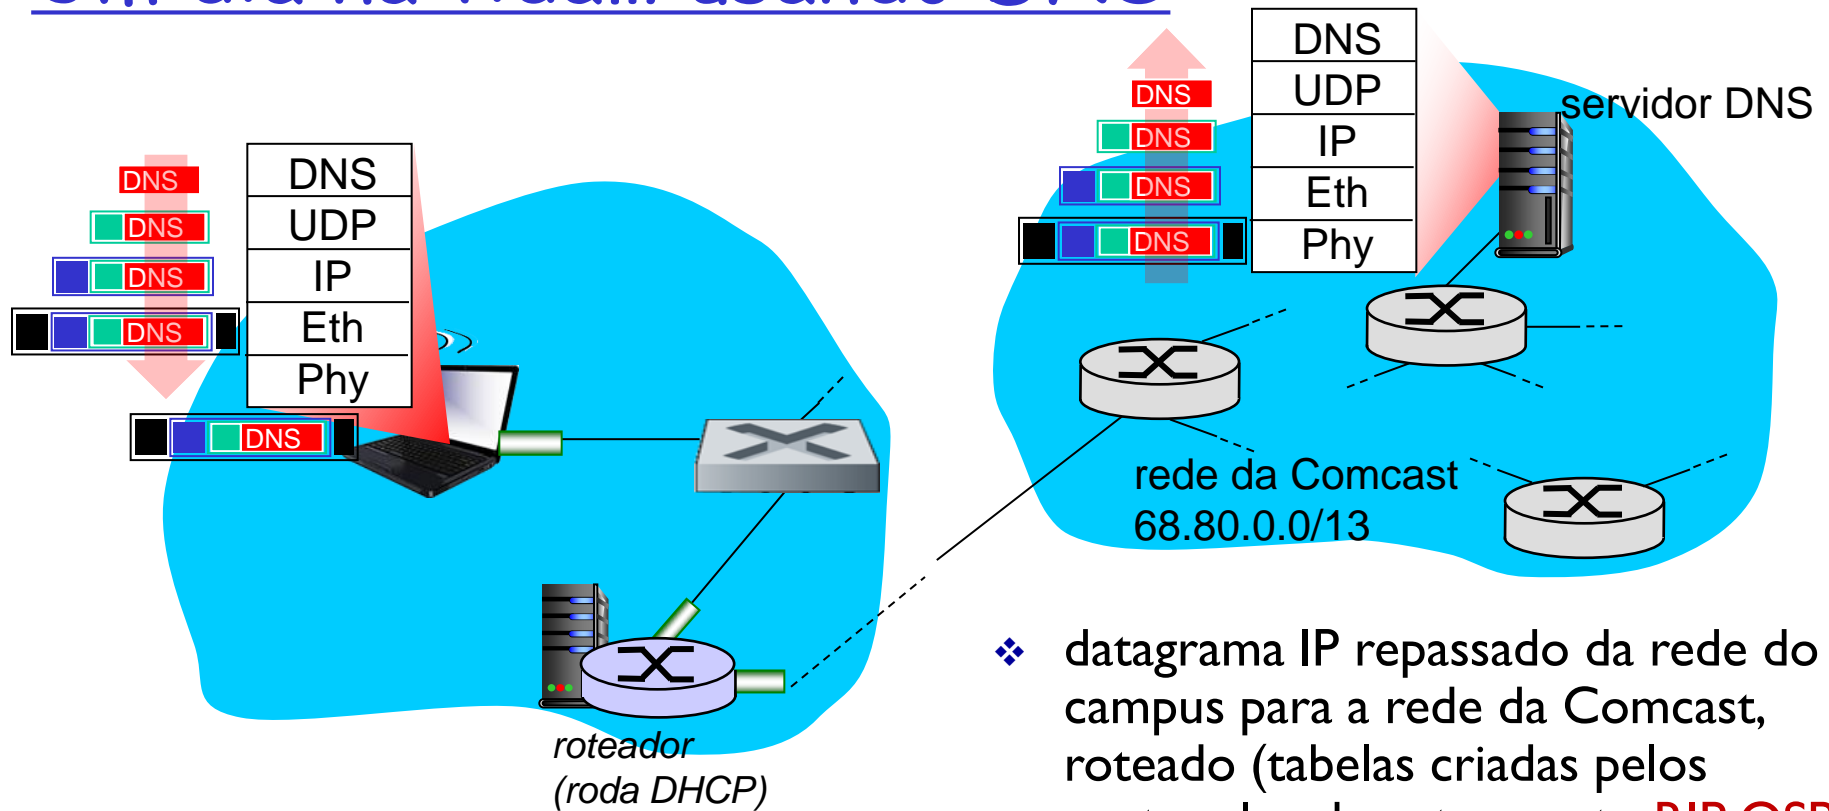 DNS
UDP
IP
Eth
Phy
DNS
DNS
DNS
DNS
DNS
DNS
UDP
IP
Eth
Phy
DNS
DNS
DNS
DNS
servidor DNS
rede da Comcast
68.80.0.0/13
roteador
(roda DHCP)
datagrama IP repassado da rede do
campus para a rede da Comcast,
roteado (tabelas criadas pelos